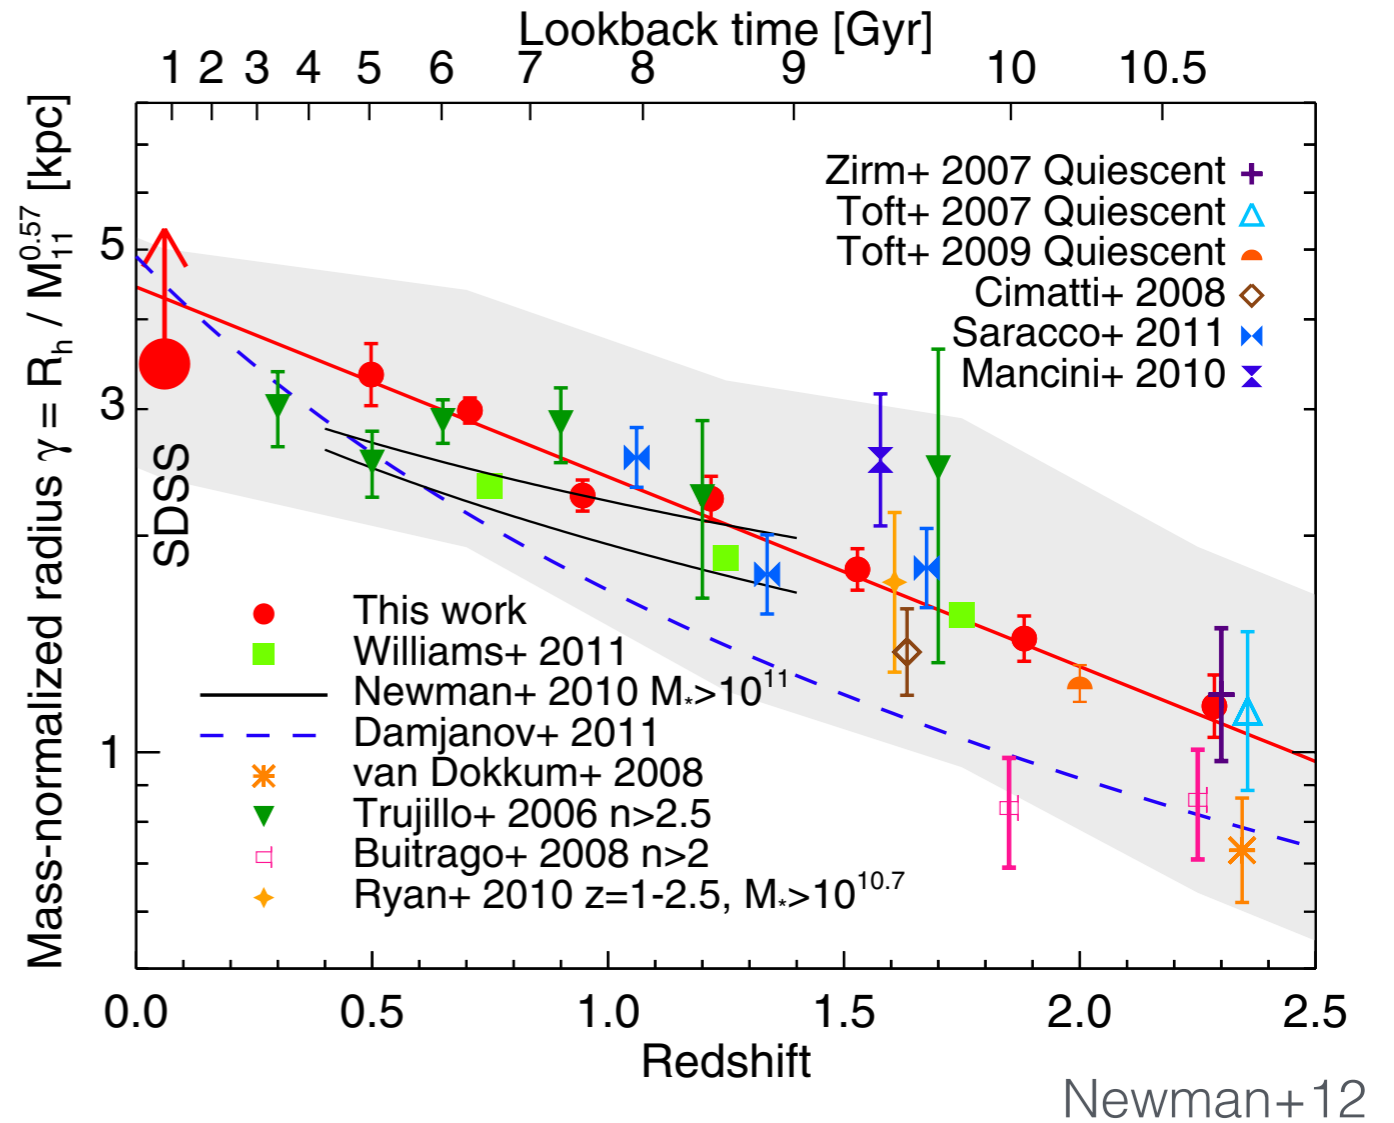 Lookback time [Gyr]
1 2 3 4 5 6 7 8 9 10 10.5
Mass-normalized radius γ = R_h / M_11^0.57 [kpc]
5
3
1
Zirm+ 2007 Quiescent
Toft+ 2007 Quiescent
Toft+ 2009 Quiescent
Cimatti+ 2008
Saracco+ 2011
Mancini+ 2010
SDSS
This work
Williams+ 2011
Newman+ 2010 M_*>10^11
Damjanov+ 2011
van Dokkum+ 2008
Trujillo+ 2006 n>2.5
Buitrago+ 2008 n>2
Ryan+ 2010 z=1-2.5, M_*>10^10.7
0.0 0.5 1.0 1.5 2.0 2.5
Redshift
Newman+12